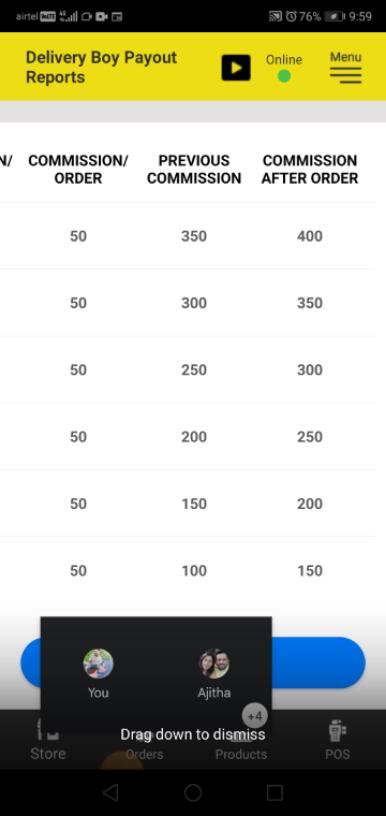 airtel 76% 9:59
Delivery Boy Payout
Reports
Online
Menu
N/ COMMISSION/ PREVIOUS COMMISSION
ORDER COMMISSION AFTER ORDER
50 350 400
50 300 350
50 250 300
50 200 250
50 150 200
50 100 150
You Ajitha
+4
Drag down to dismiss
Store Orders Products POS